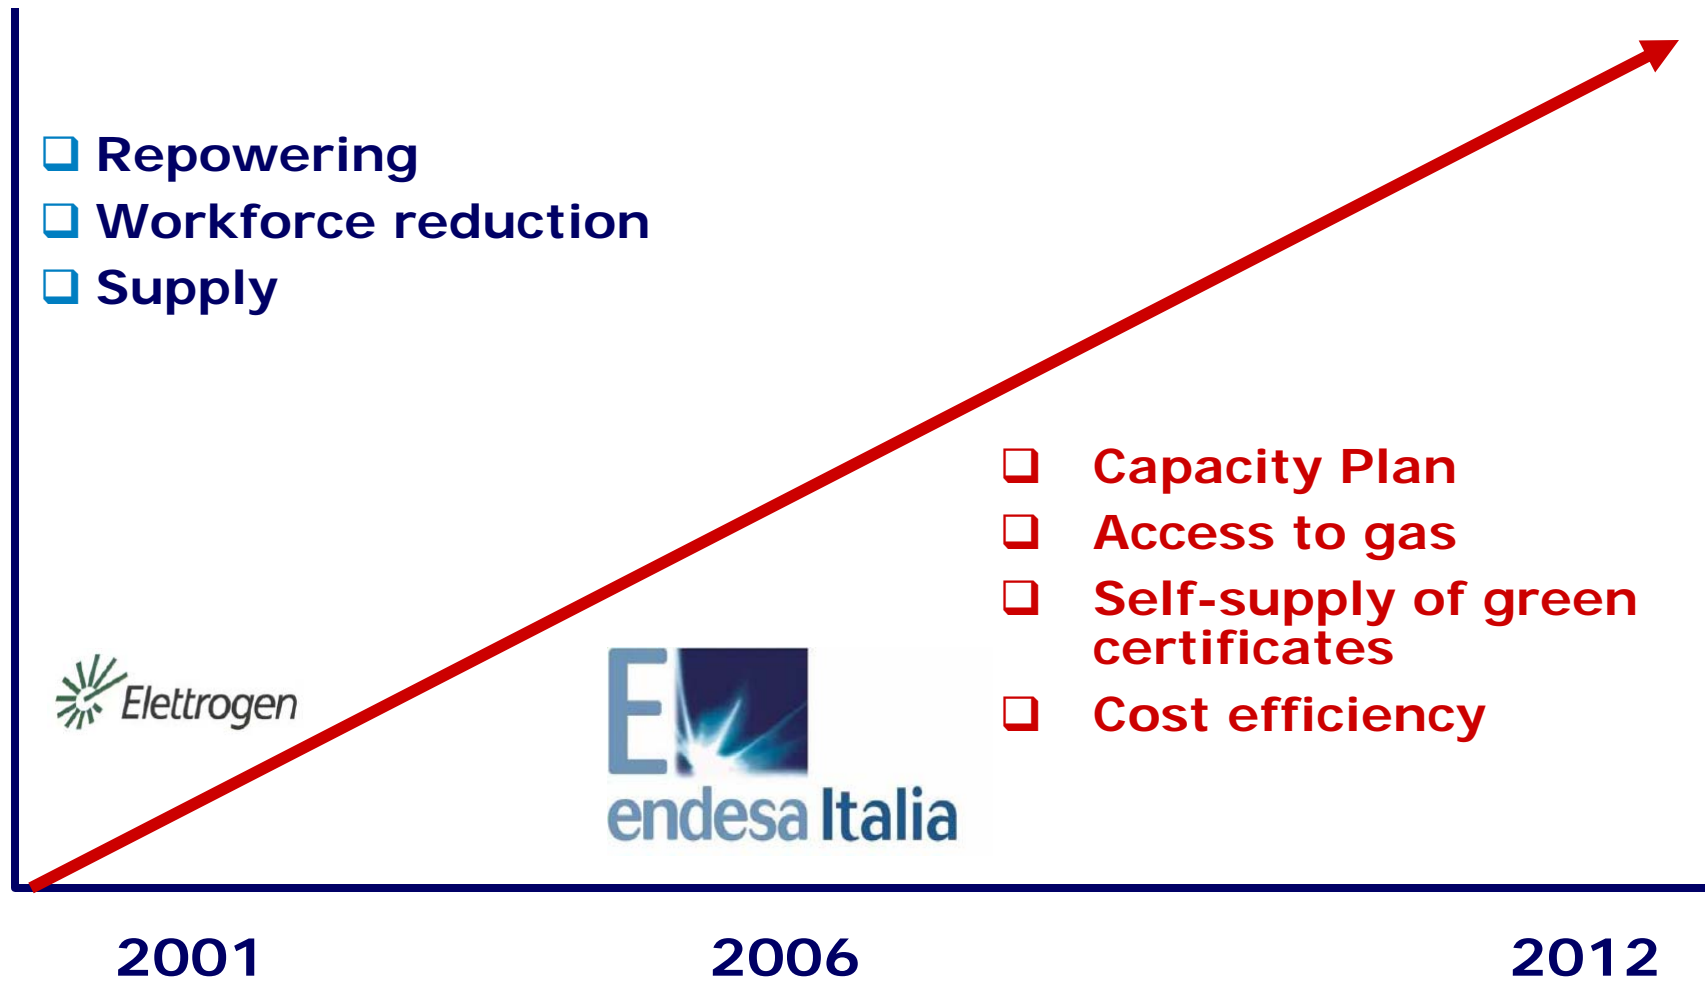 Repowering
Workforce reduction
Supply
Capacity Plan
Access to gas
Self-supply of green
certificates
Cost efficiency
Elettrogen
E
endesa Italia
2001
2006
2012